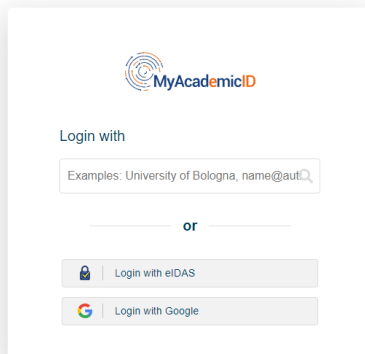 MyAcademicID
Login with
Examples: University of Bologna, name@aut
or
Login with eIDAS
Login with Google